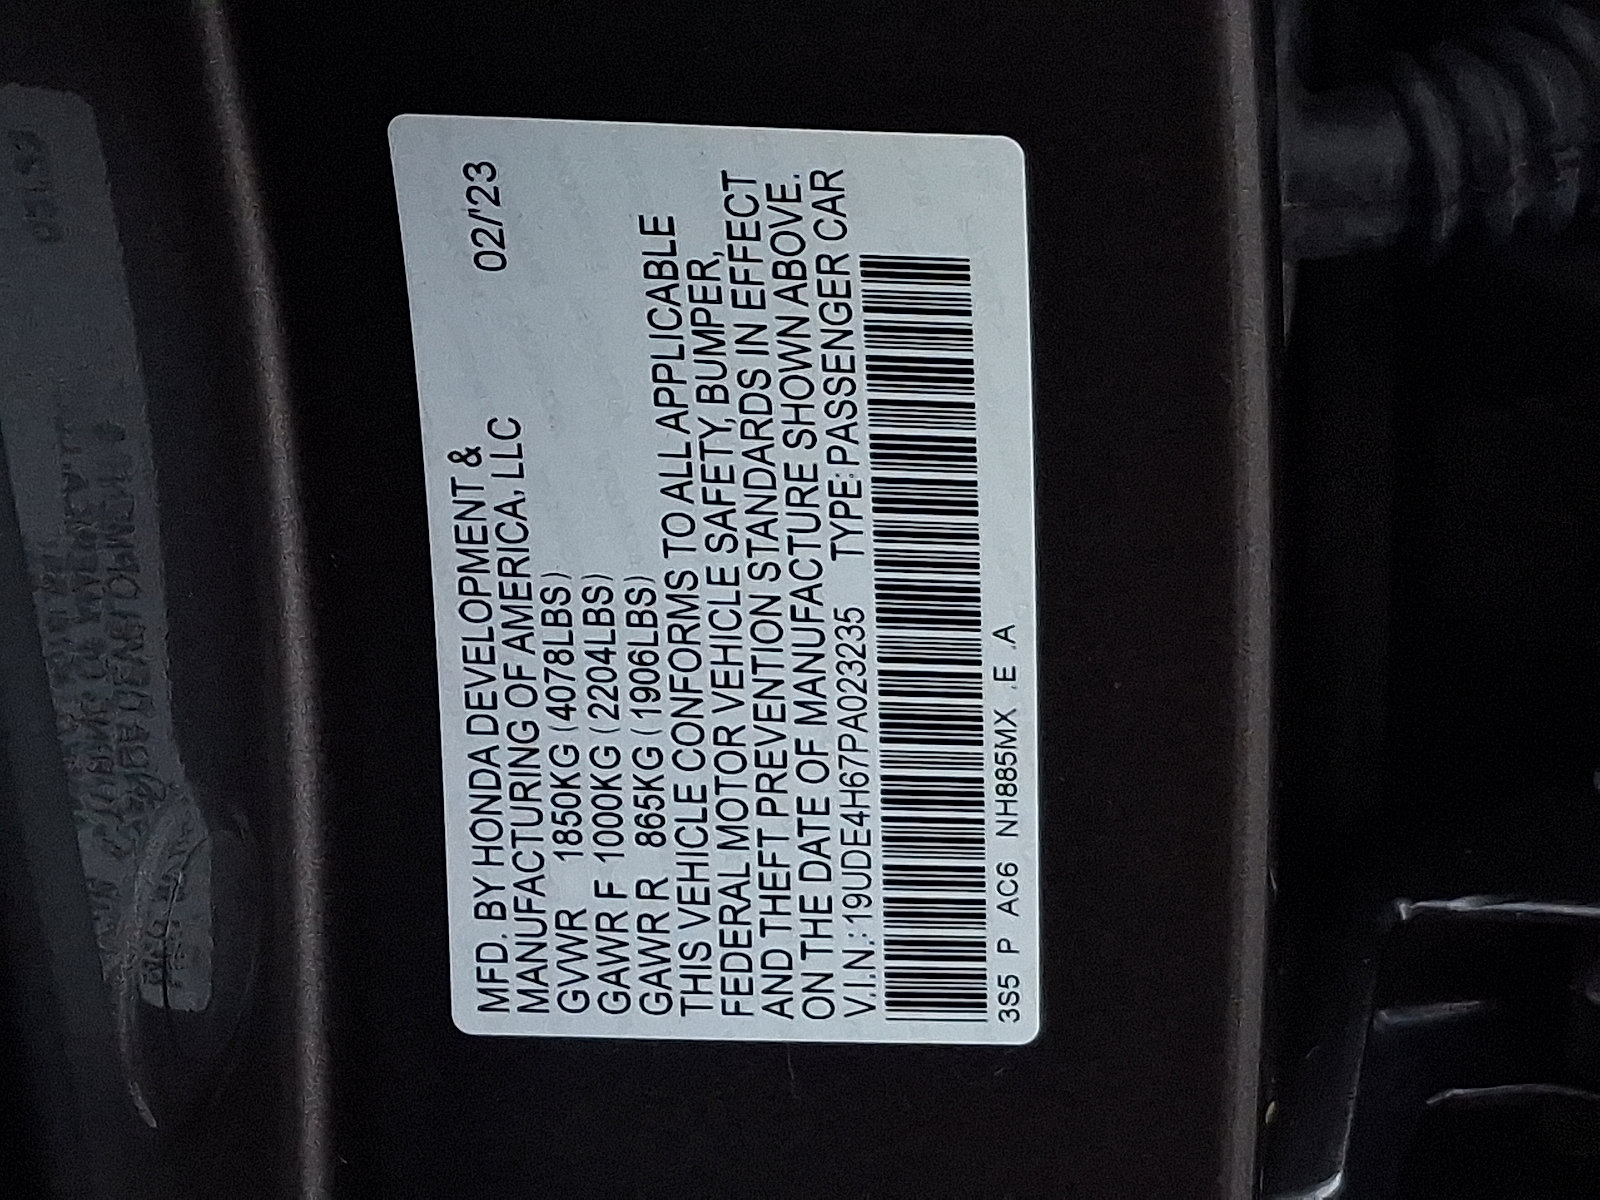 MFD. BY HONDA DEVELOPMENT &
MANUFACTURING OF AMERICA, LLC 02/'23
GVWR 1850KG (4078LBS)
GAWR F 1000KG (2204LBS)
GAWR R 865KG (1906LBS)
THIS VEHICLE CONFORMS TO ALL APPLICABLE
FEDERAL MOTOR VEHICLE SAFETY, BUMPER,
AND THEFT PREVENTION STANDARDS IN EFFECT
ON THE DATE OF MANUFACTURE SHOWN ABOVE.
V.I.N.: 19UDE4H67PA023235 TYPE: PASSENGER CAR
3S5 P AC6 NH885MX .E .A